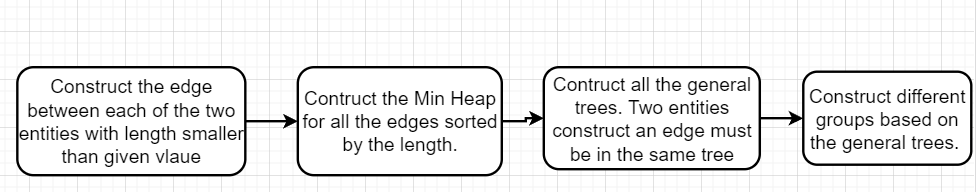 Construct the edge
between each of the two
entities with length smaller
than given vlaue
Contruct the Min Heap
for all the edges sorted
by the length.
Contruct all the general
trees. Two entities
construct an edge must
be in the same tree
Construct different
groups based on
the general trees.